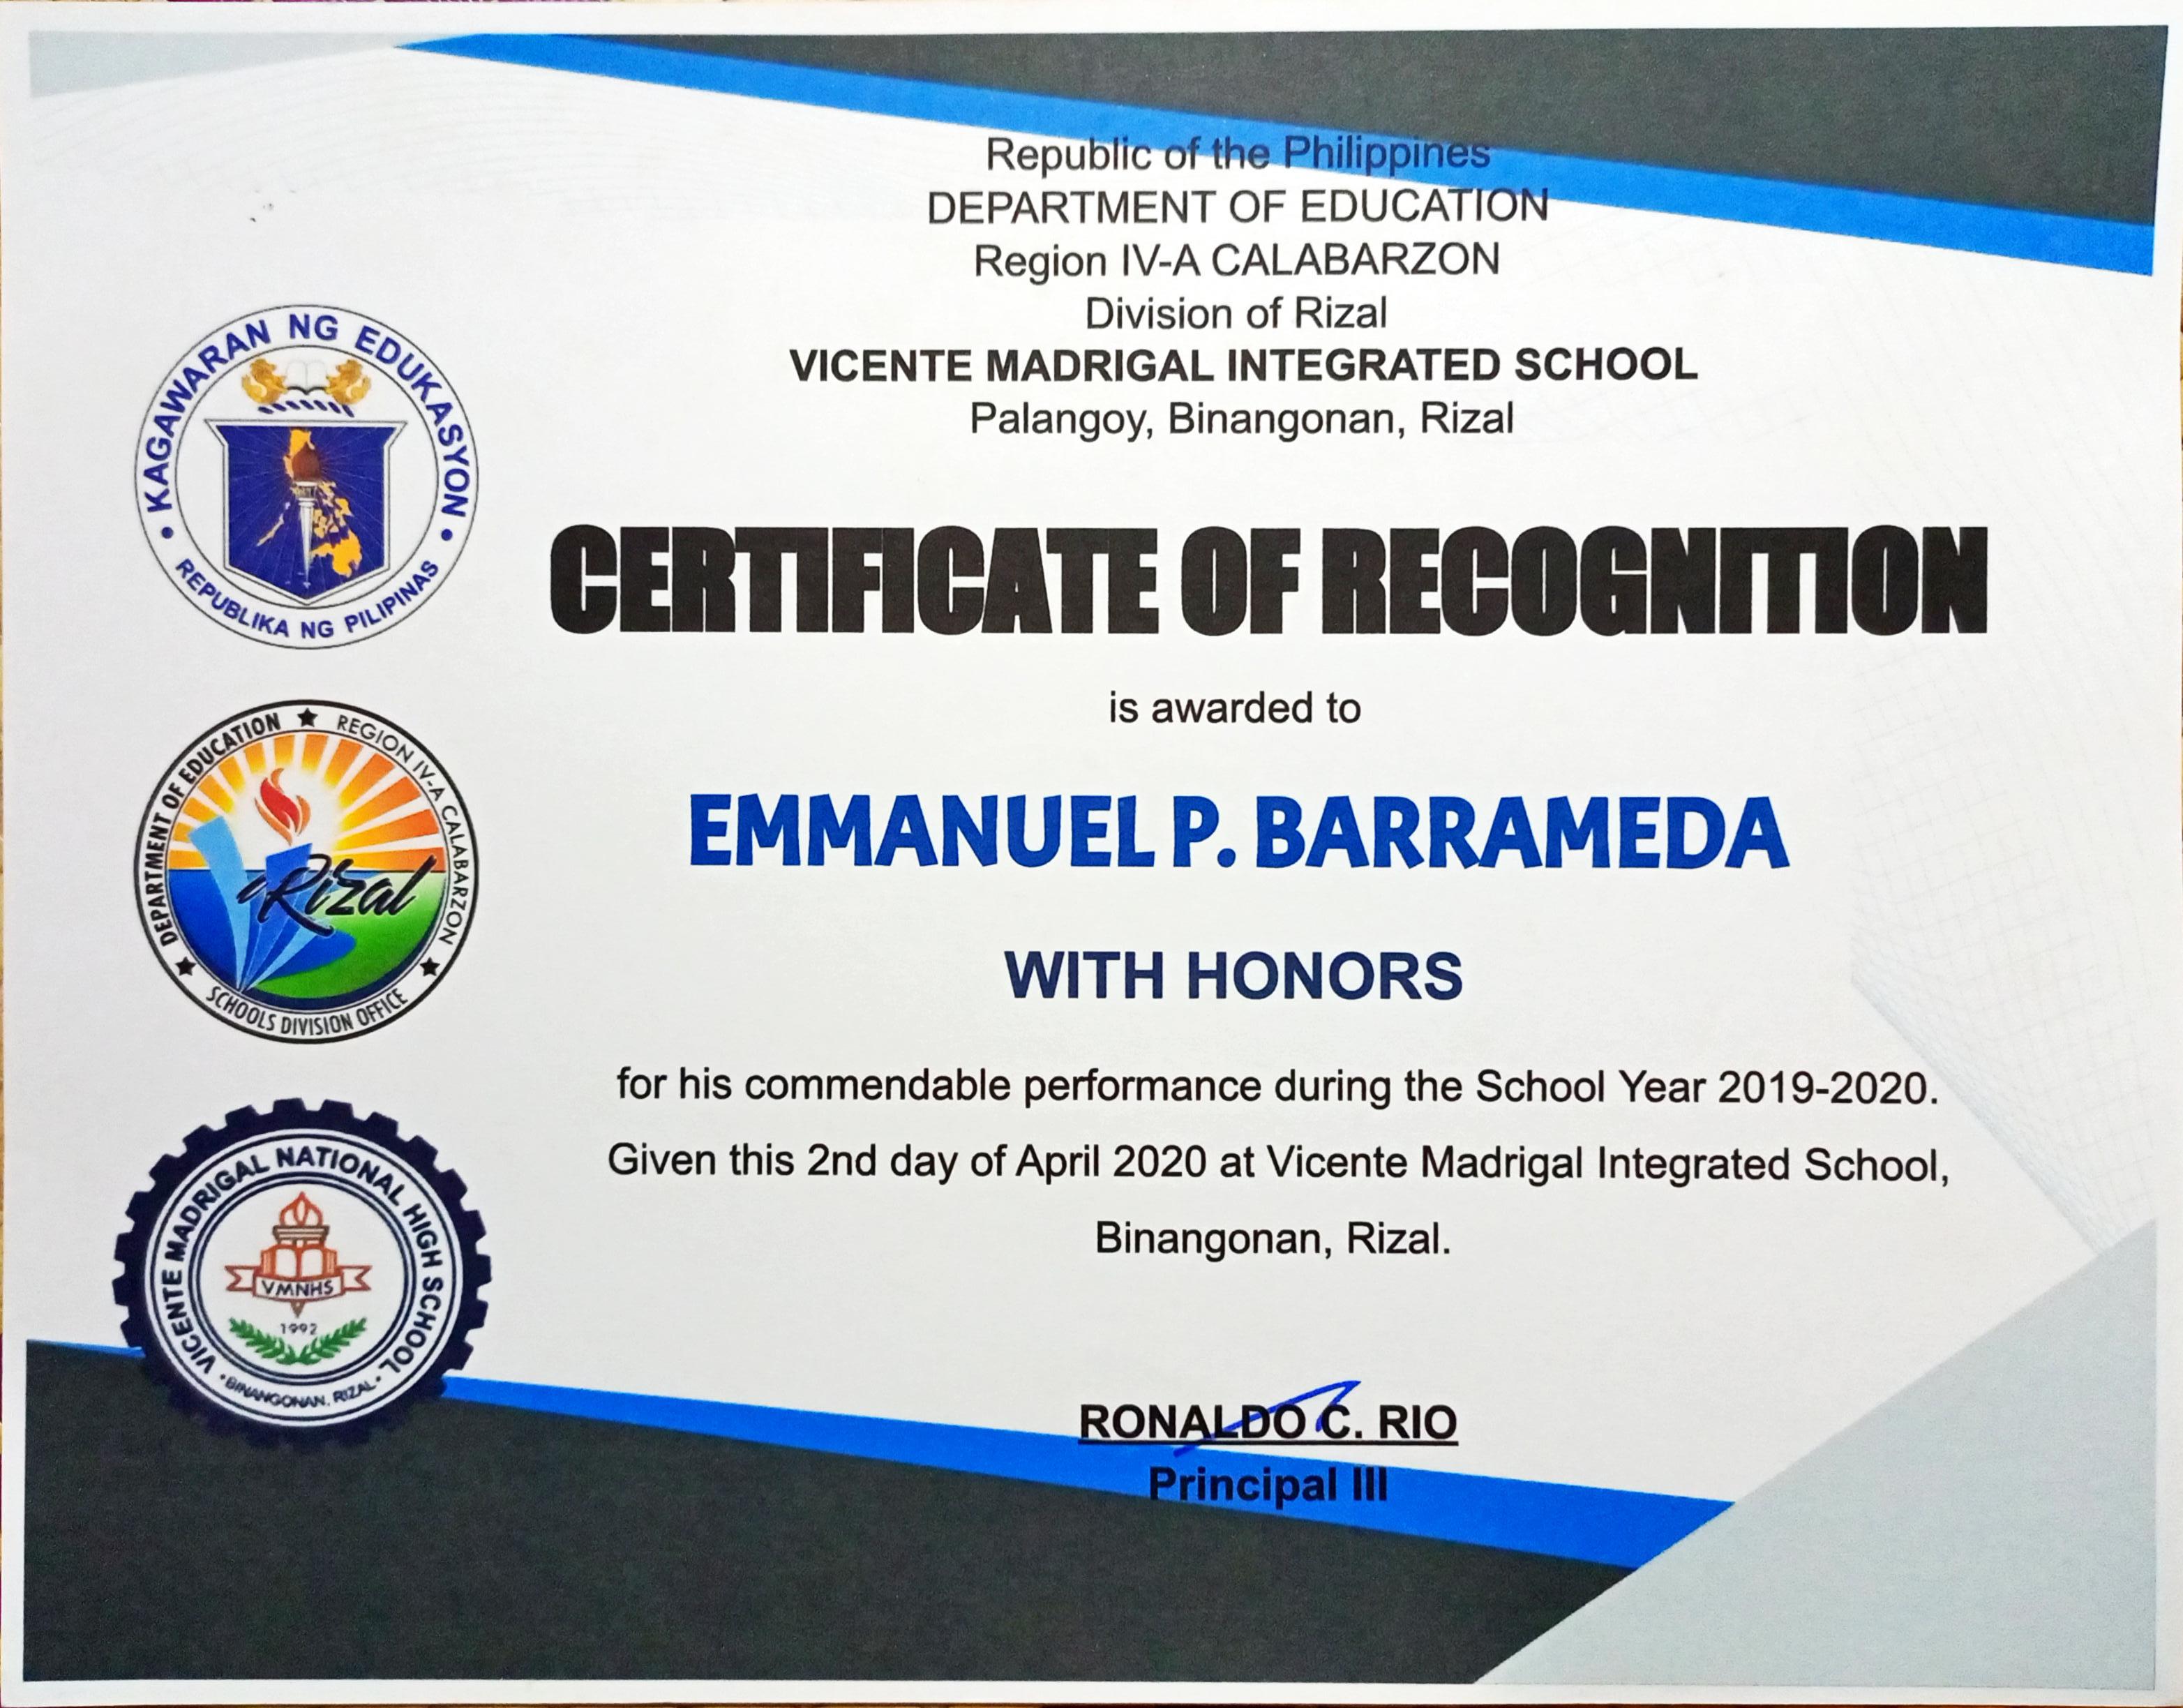 Republic of the Philippines
DEPARTMENT OF EDUCATION
Region IV-A CALABARZON
Division of Rizal
VICENTE MADRIGAL INTEGRATED SCHOOL
Palangoy, Binangonan, Rizal
KAGAWARAN NG EDUKASYON
REPUBLIKA NG PILIPINAS
CERTIFICATE OF RECOGNITION
is awarded to
EMMANUEL P. BARRAMEDA
WITH HONORS
DEPARTMENT OF EDUCATION ★ REGION IV-A CALABARZON ★
Rizal
SCHOOLS DIVISION OFFICE ★
for his commendable performance during the School Year 2019-2020.
Given this 2nd day of April 2020 at Vicente Madrigal Integrated School,
Binangonan, Rizal.
VICENTE MADRIGAL NATIONAL HIGH SCHOOL
VMNHS
1992
• BINANGONAN, RIZAL •
RONALDO C. RIO
Principal III